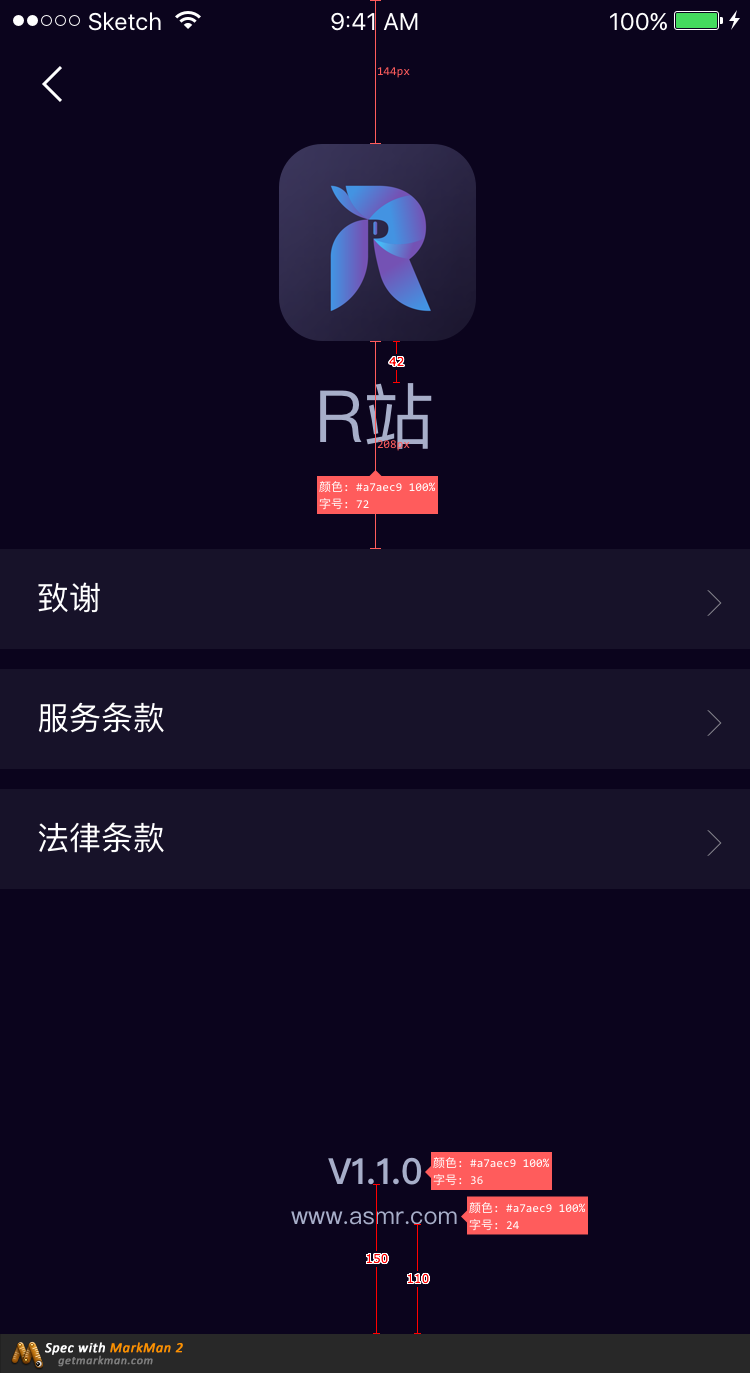 Sketch 9:41 AM 100%
144px
42
R站
208px
颜色: #a7aec9 100%
字号: 72
致谢
服务条款
法律条款
V1.1.0
颜色: #a7aec9 100%
字号: 36
www.asmr.com
颜色: #a7aec9 100%
字号: 24
150
110
Spec with MarkMan 2
getmarkman.com